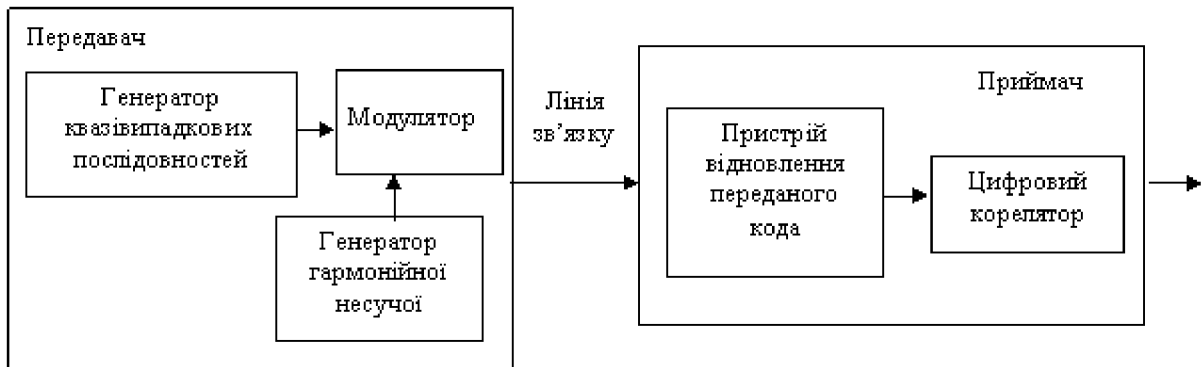 Передавач
Генератор
квазівипадкових
послідовностей
Модулятор
Генератор
гармонійної
несучої
Лінія
зв’язку
Приймач
Пристрій
відновлення
переданого
кода
Цифровий
корелятор